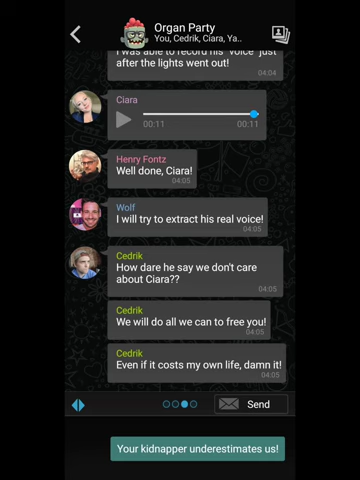 Organ Party
You, Cedrik, Ciara, Ya..
I was able to record his "voice" just
after the lights went out!
04:04
Ciara
00:11
00:11
Henry Fontz
Well done, Ciara!
04:05
Wolf
I will try to extract his real voice!
04:05
Cedrik
How dare he say we don't care
about Ciara??
04:05
Cedrik
We will do all we can to free you!
04:05
Cedrik
Even if it costs my own life, damn it!
04:05
Send
Your kidnapper underestimates us!